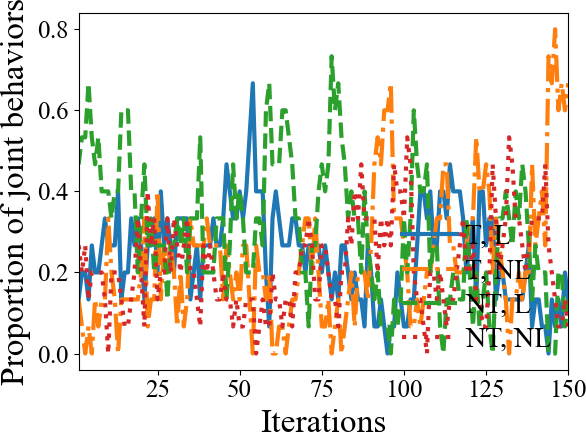 Proportion of joint behaviors
0.8
0.6
0.4
0.2
0.0
T, L
T, NL
NT, L
NT, NL
25
50
75
100
125
150
Iterations